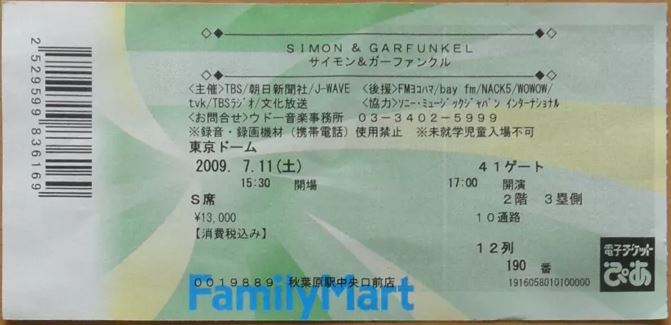 SIMON & GARFUNKEL
サイモン&ガーファンクル
<主催>TBS/朝日新聞社/J-WAVE <後援>FMヨコハマ/bay fm/NACK5/WOWOW/
tvk/TBSラジオ/文化放送 <協力>ソニー・ミュージックジャパン インターナショナル
<お問合せ>ウドー音楽事務所 03-3402-5999
※録音・録画機材(携帯電話)使用禁止 ※未就学児童入場不可
東京ドーム
2009. 7.11(土) 41ゲート
15:30 開場 17:00 開演
S席 2階 3塁側
¥13,000 10通路
【消費税込み】
12列
190 番
電子チケット
ぴあ
0019889 秋葉原駅中央口前店 1916058010100000
FamilyMart
2529599836169